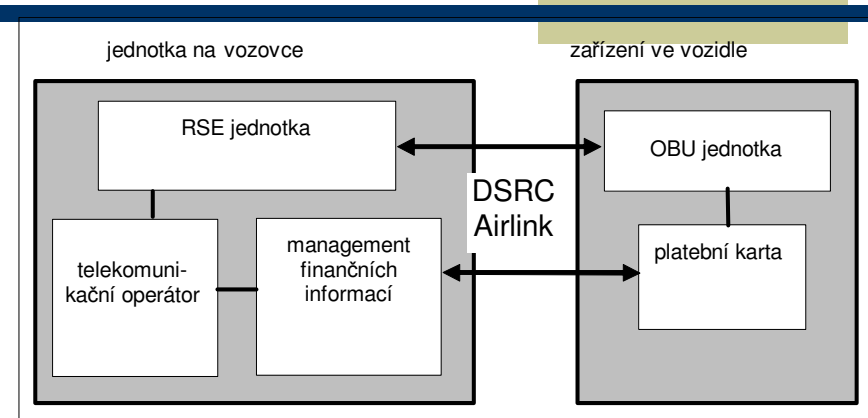 jednotka na vozovce
zařízení ve vozidle
RSE jednotka
OBU jednotka
DSRC
Airlink
telekomuni-
kační operátor
management
finančních
informací
platební karta